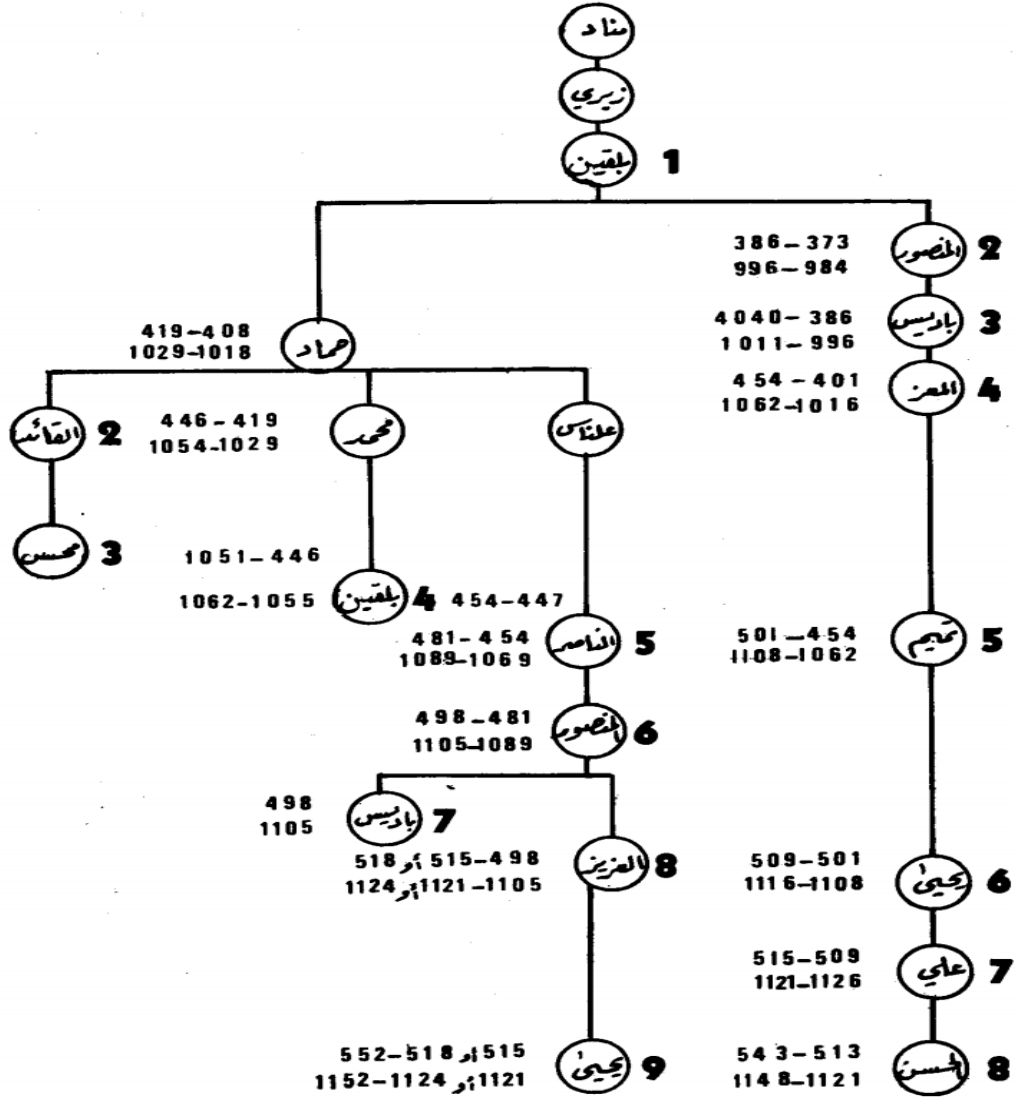 مناد
زيري
بلقين 1
المنصور 2
386–373
996–984
باديس 3
4040–386
1011–996
حماد
419–408
1029–1018
المعز 4
454–401
1062–1016
علناس
محمد
446–419
1054–1029
القائد 2
محسن 3
1051–446
بلقين 4
1062–1055
454–447
الناصر 5
481–454
1089–1069
تميم 5
501–454
1108–1062
المنصور 6
498–481
1105–1089
باديس 7
498
1105
العزيز 8
518 أو 515–498
1124 أو 1121–1105
يحيى 6
509–501
1116–1108
علي 7
515–509
1121–1126
يحيى 9
552–518 أو 515
1152–1124 أو 1121
الحسن 8
543–513
1148–1121